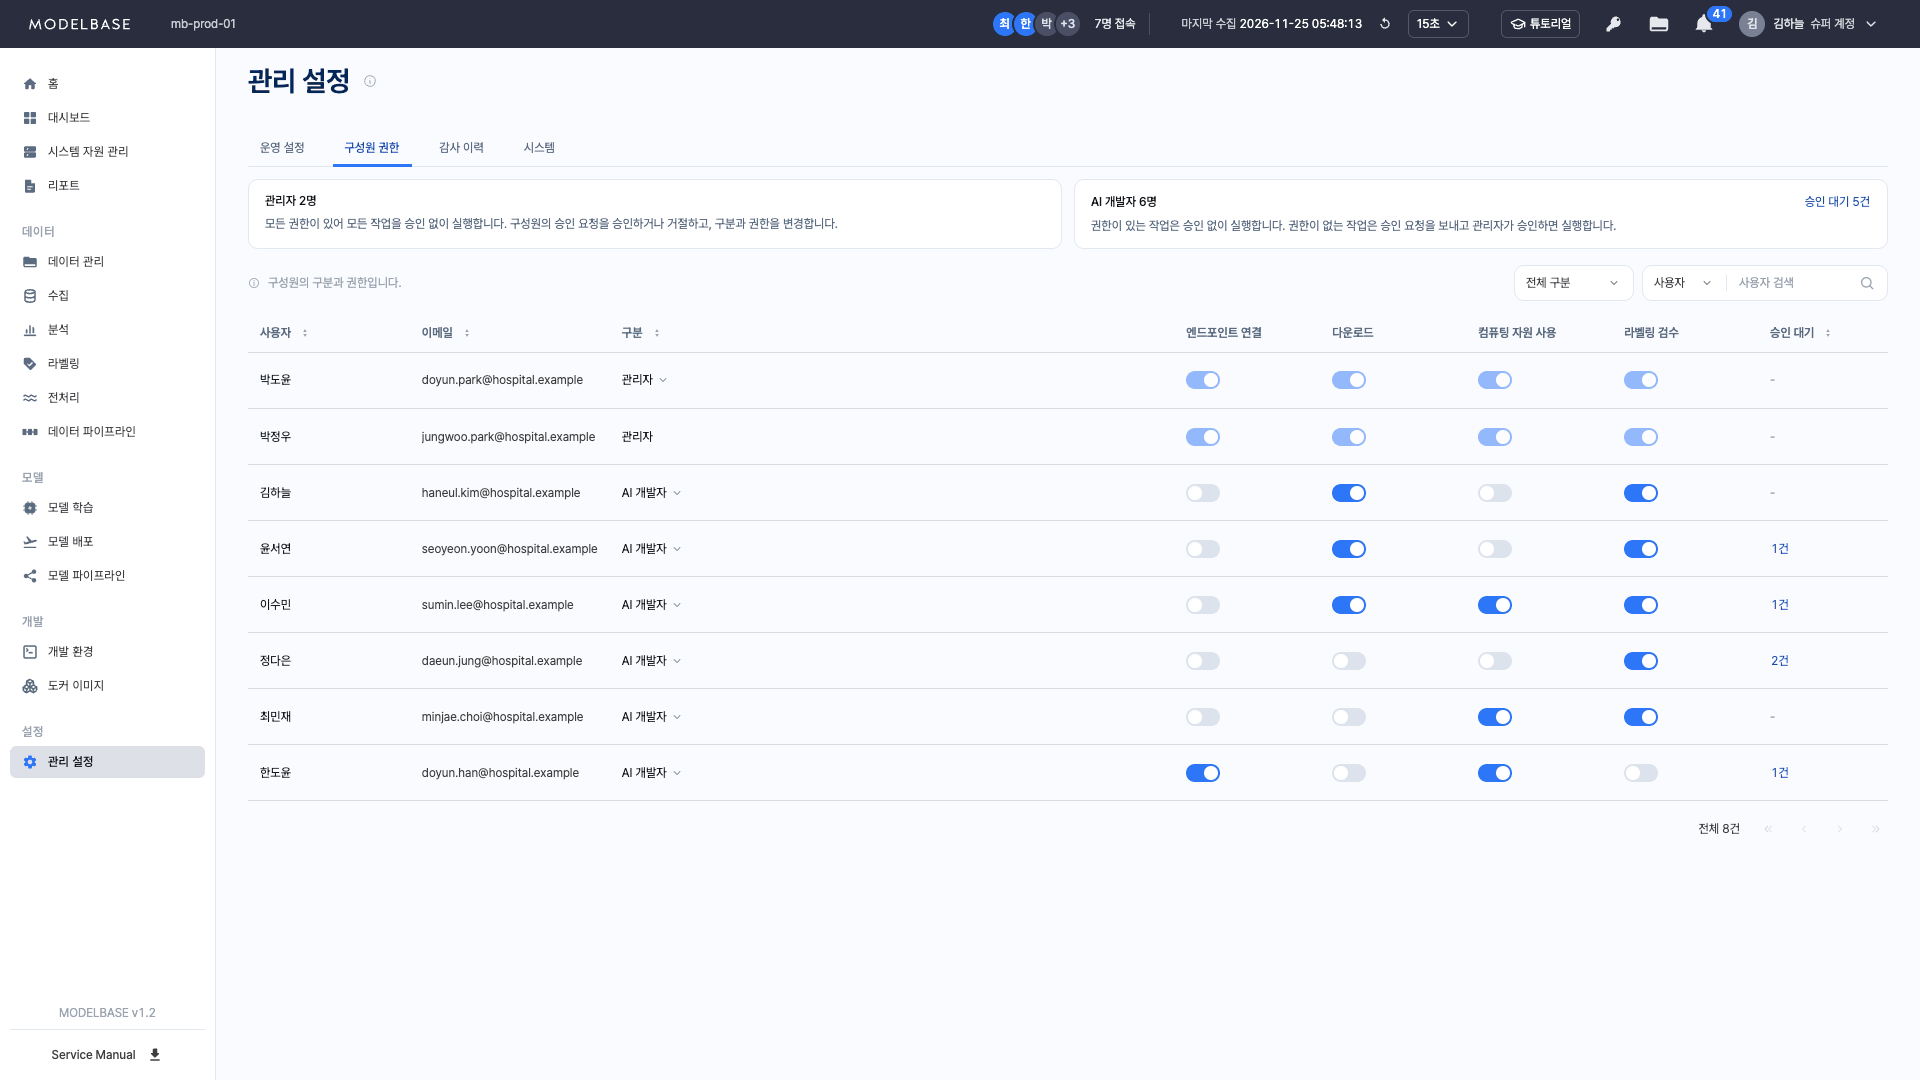 MODELBASE
mb-prod-01
최 한 박 +3 7명 접속
마지막 수집 2026-11-25 05:48:13
15초
튜토리얼
41
김 김하늘 슈퍼 계정
홈
대시보드
시스템 자원 관리
리포트
데이터
데이터 관리
수집
분석
라벨링
전처리
데이터 파이프라인
모델
모델 학습
모델 배포
모델 파이프라인
개발
개발 환경
도커 이미지
설정
관리 설정
MODELBASE v1.2
Service Manual
관리 설정
운영 설정 구성원 권한 감사 이력 시스템
관리자 2명
모든 권한이 있어 모든 작업을 승인 없이 실행합니다. 구성원의 승인 요청을 승인하거나 거절하고, 구분과 권한을 변경합니다.
AI 개발자 6명 승인 대기 5건
권한이 있는 작업은 승인 없이 실행합니다. 권한이 없는 작업은 승인 요청을 보내고 관리자가 승인하면 실행합니다.
구성원의 구분과 권한입니다.
전체 구분 사용자 사용자 검색
사용자 이메일 구분 엔드포인트 연결 다운로드 컴퓨팅 자원 사용 라벨링 검수 승인 대기
박도윤 doyun.park@hospital.example 관리자 -
박정우 jungwoo.park@hospital.example 관리자 -
김하늘 haneul.kim@hospital.example AI 개발자 -
윤서연 seoyeon.yoon@hospital.example AI 개발자 1건
이수민 sumin.lee@hospital.example AI 개발자 1건
정다은 daeun.jung@hospital.example AI 개발자 2건
최민재 minjae.choi@hospital.example AI 개발자 -
한도윤 doyun.han@hospital.example AI 개발자 1건
전체 8건